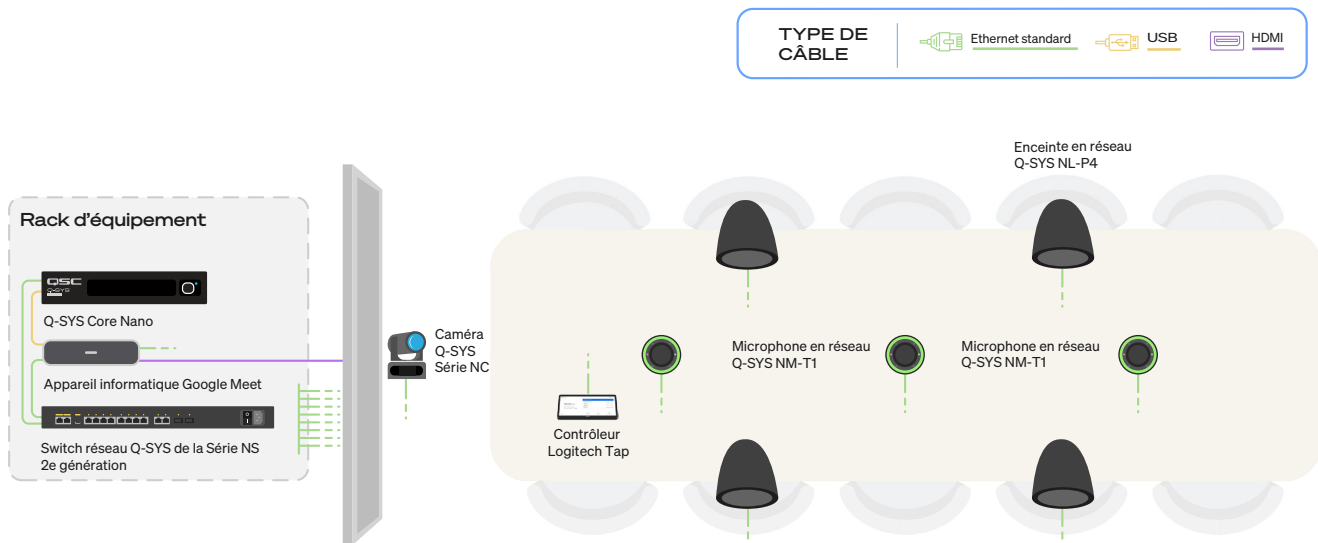 TYPE DE
CÂBLE
Ethernet standard
USB
HDMI
Enceinte en réseau
Q-SYS NL-P4
Rack d'équipement
QSC
Q-SYS
Q-SYS Core Nano
Appareil informatique Google Meet
Switch réseau Q-SYS de la Série NS
2e génération
Caméra
Q-SYS
Série NC
Microphone en réseau
Q-SYS NM-T1
Microphone en réseau
Q-SYS NM-T1
Contrôleur
Logitech Tap